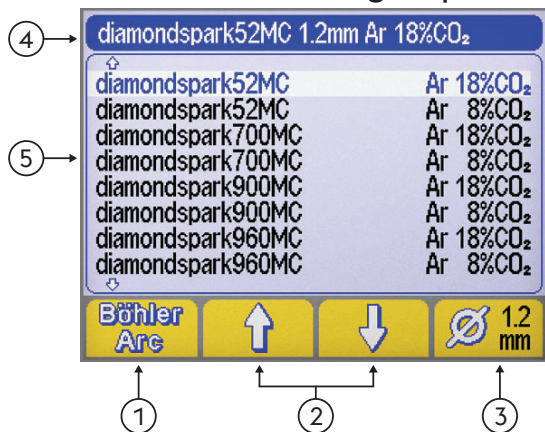 4 diamondspark52MC 1.2mm Ar 18%CO₂
diamondspark52MC Ar 18%CO₂
diamondspark52MC Ar 8%CO₂
diamondspark700MC Ar 18%CO₂
5 diamondspark700MC Ar 8%CO₂
diamondspark900MC Ar 18%CO₂
diamondspark900MC Ar 8%CO₂
diamondspark960MC Ar 18%CO₂
diamondspark960MC Ar 8%CO₂
Böhler Arc
Ø 1.2 mm
1 2 3